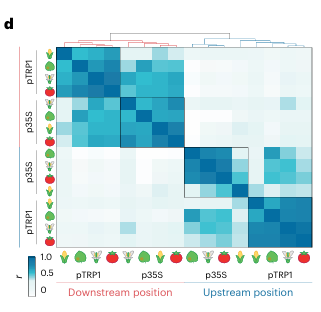 d
pTRP1
p35S
p35S
pTRP1
1.0
0.5
0
r
pTRP1 p35S p35S pTRP1
Downstream position Upstream position